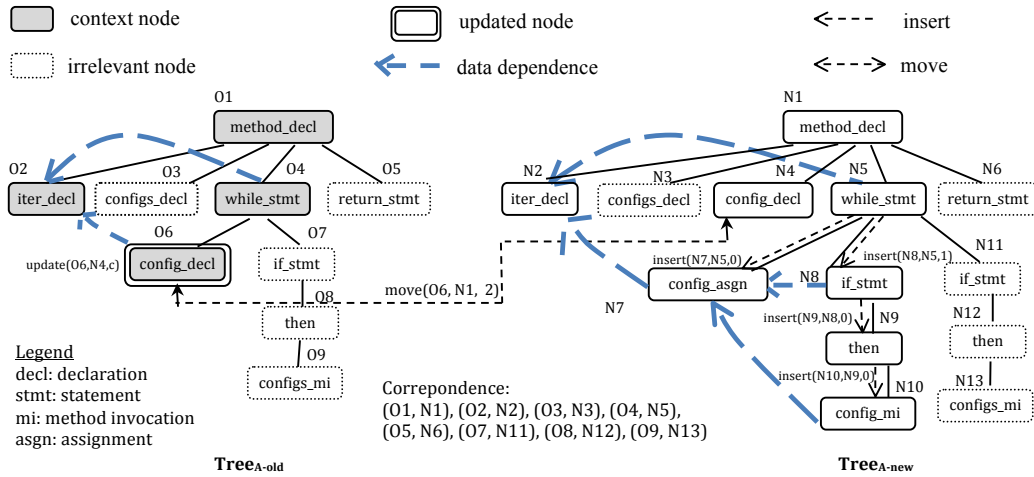 context node
updated node
insert
irrelevant node
data dependence
move
O1
method_decl
O2
O3
O4
O5
iter_decl
configs_decl
while_stmt
return_stmt
O6
O7
update(O6,N4,c)
config_decl
if_stmt
move(O6, N1, 2)
O8
then
O9
configs_mi
Legend
decl: declaration
stmt: statement
mi: method invocation
asgn: assignment
TreeA-old
N1
method_decl
N2
N3
N4
N5
N6
iter_decl
configs_decl
config_decl
while_stmt
return_stmt
insert(N7,N5,0)
insert(N8,N5,1)
N11
N7
config_asgn
N8
if_stmt
if_stmt
insert(N9,N8,0)
N9
N12
then
then
insert(N10,N9,0)
N10
N13
config_mi
configs_mi
Correpondence:
(O1, N1), (O2, N2), (O3, N3), (O4, N5),
(O5, N6), (O7, N11), (O8, N12), (O9, N13)
TreeA-new